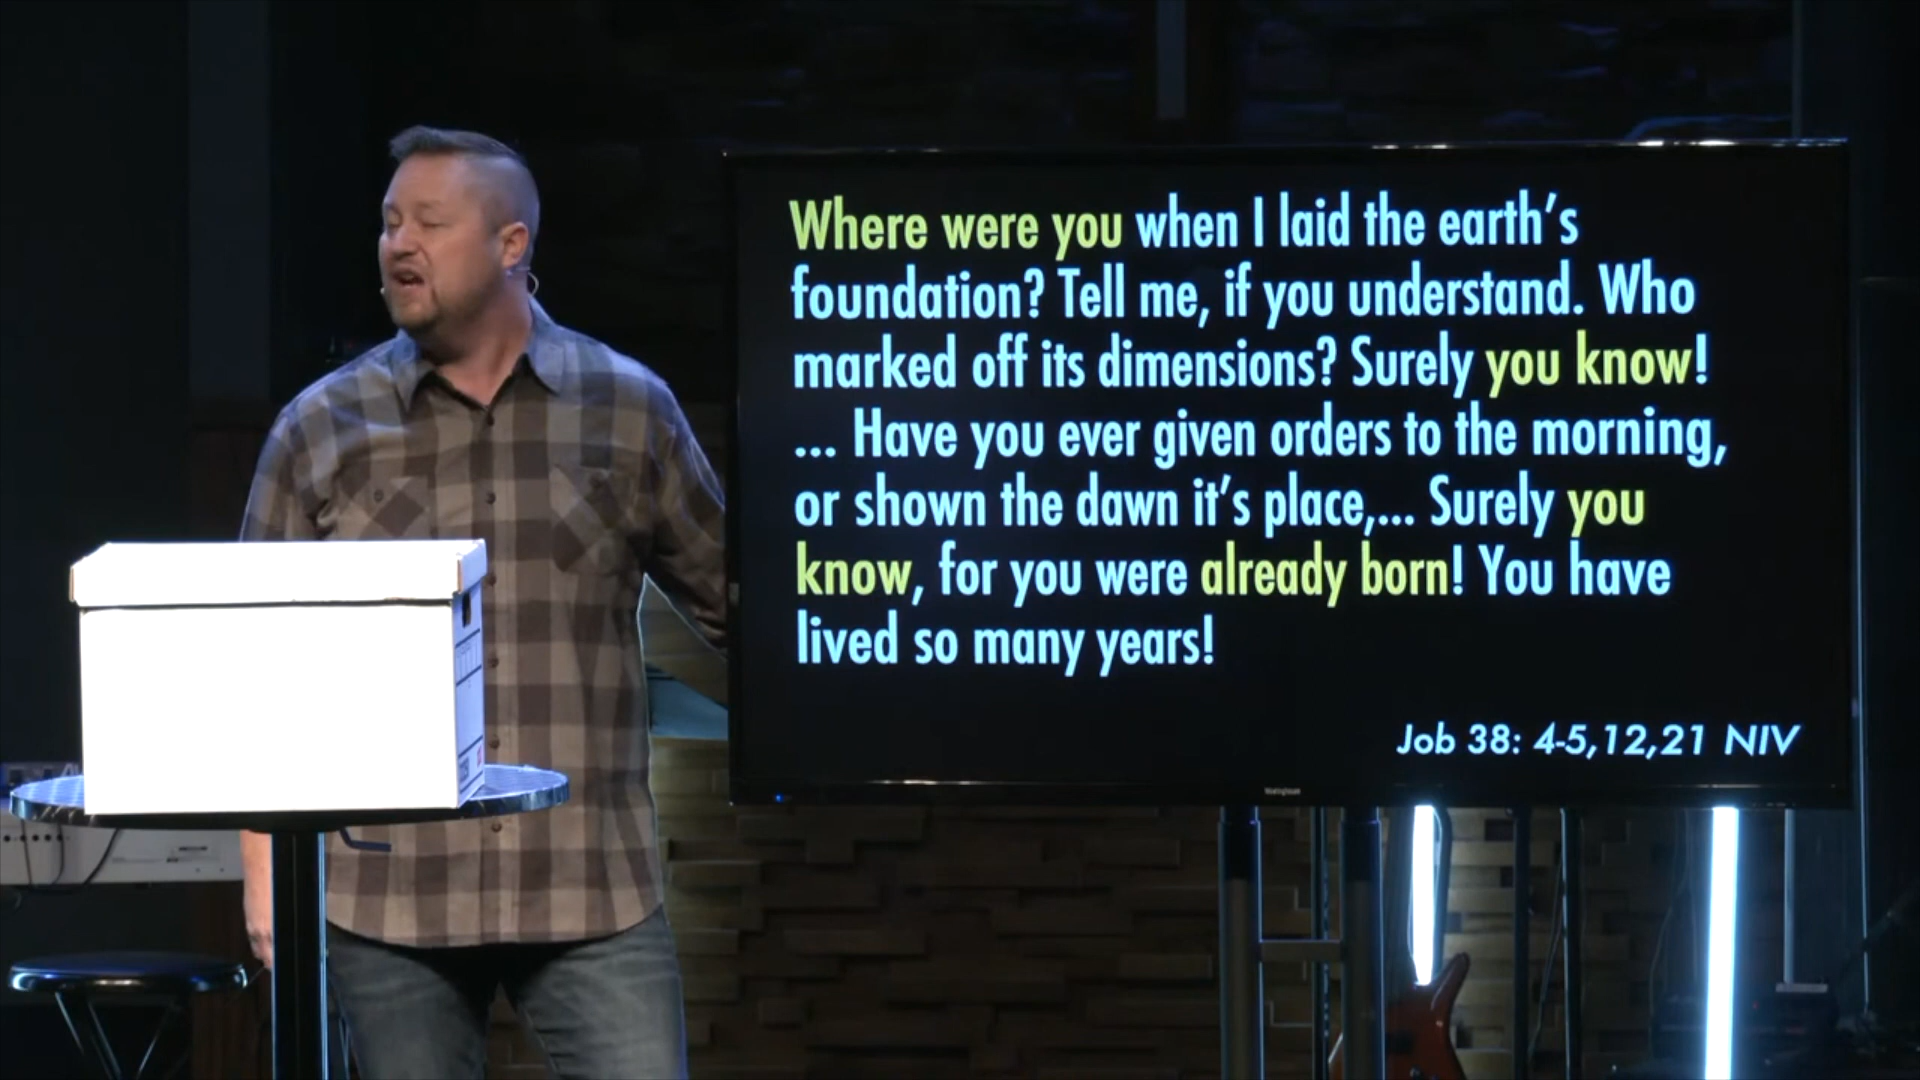 Where were you when I laid the earth's
foundation? Tell me, if you understand. Who
marked off its dimensions? Surely you know!
... Have you ever given orders to the morning,
or shown the dawn it's place,... Surely you
know, for you were already born! You have
lived so many years!
Job 38: 4-5,12,21 NIV
Westinghouse